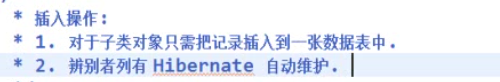 * 插入操作:
* 1. 对于子类对象只需把记录插入到一张数据表中.
* 2. 辨别者列有 Hibernate 自动维护.